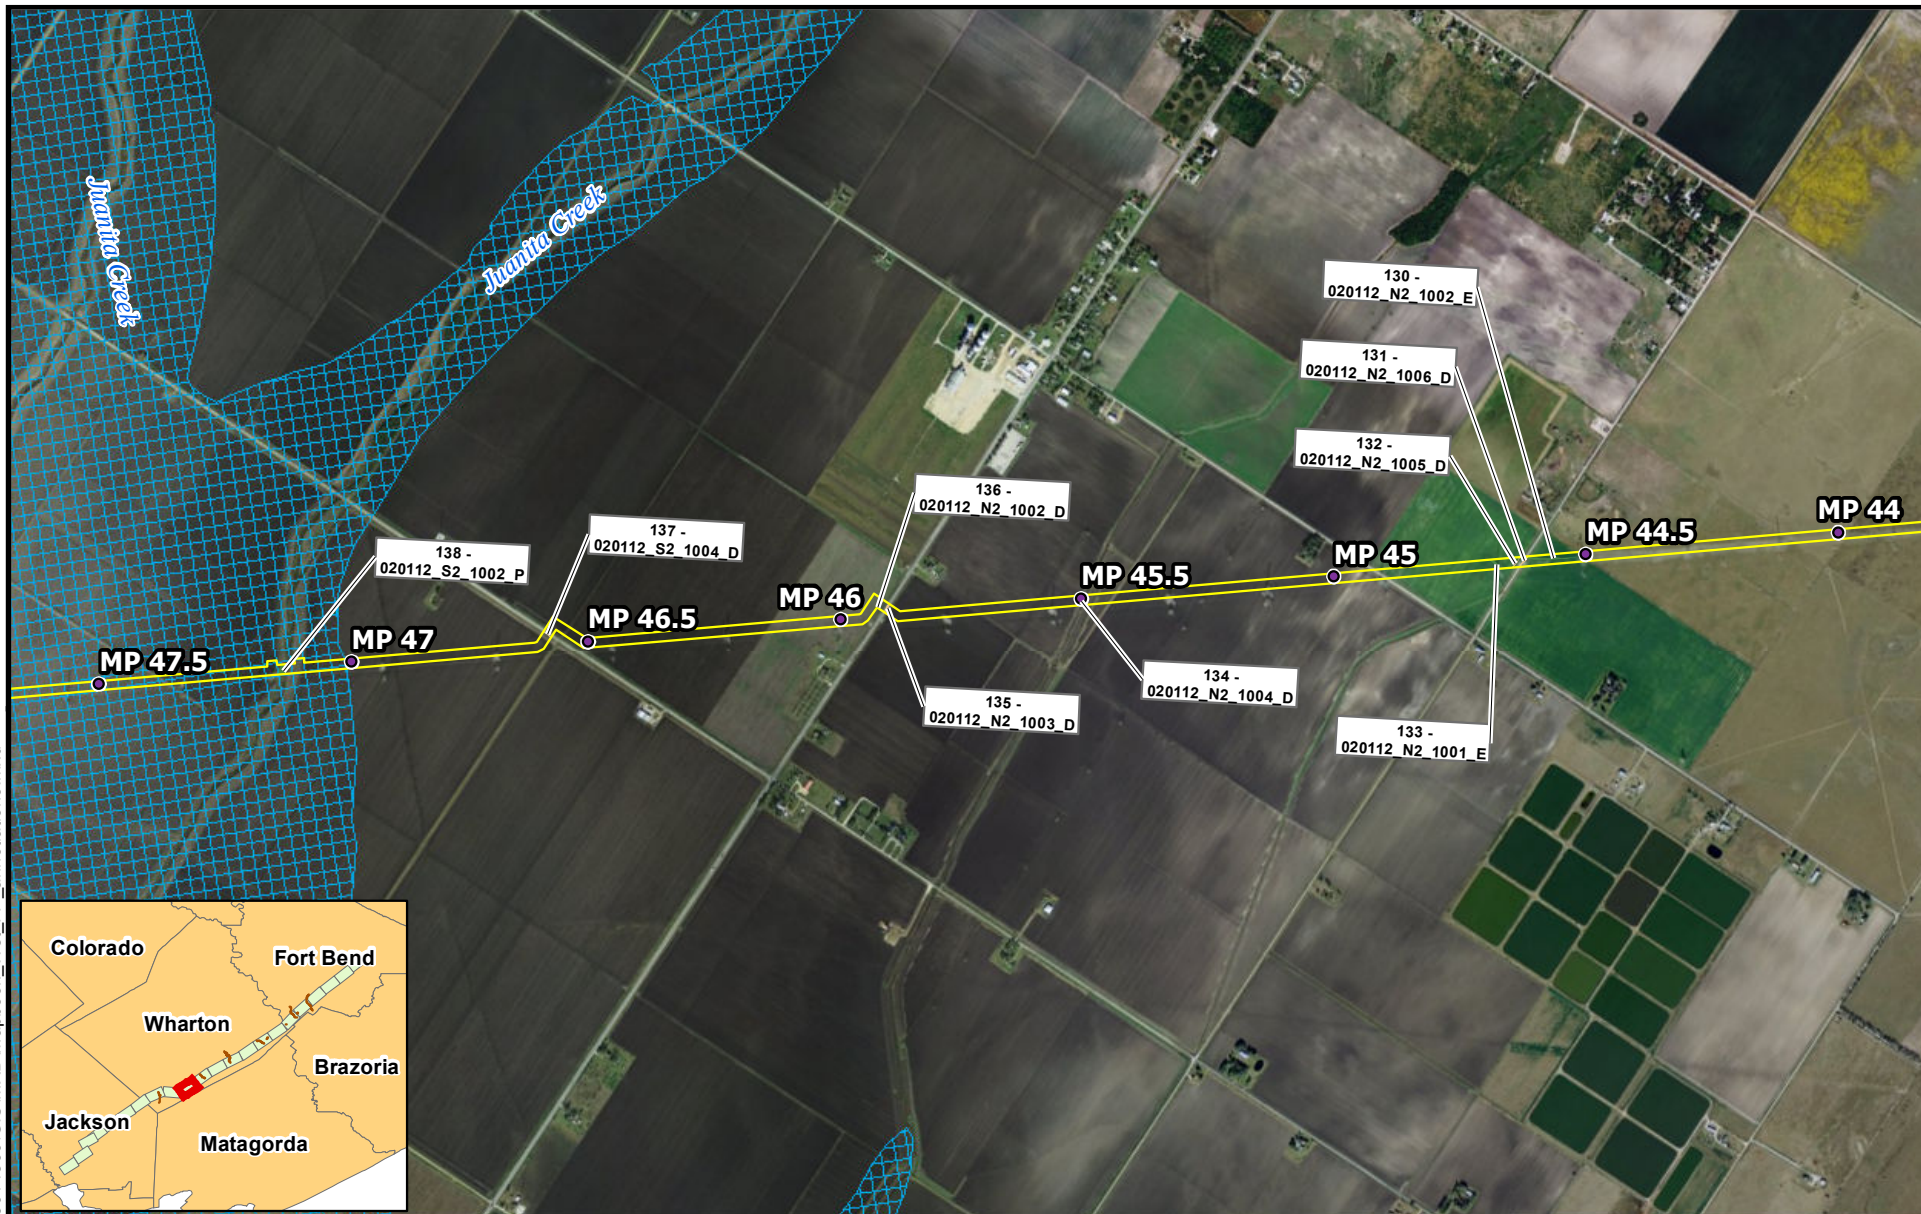 Juanita Creek
Juanita Creek
130 -
020112_N2_1002_E
131 -
020112_N2_1006_D
132 -
020112_N2_1005_D
136 -
020112_N2_1002_D
137 -
020112_S2_1004_D
138 -
020112_S2_1002_P
MP 44
MP 44.5
MP 45
MP 45.5
MP 46
MP 46.5
MP 47
MP 47.5
134 -
020112_N2_1004_D
135 -
020112_N2_1003_D
133 -
020112_N2_1001_E
Colorado
Fort Bend
Wharton
Brazoria
Jackson
Matagorda